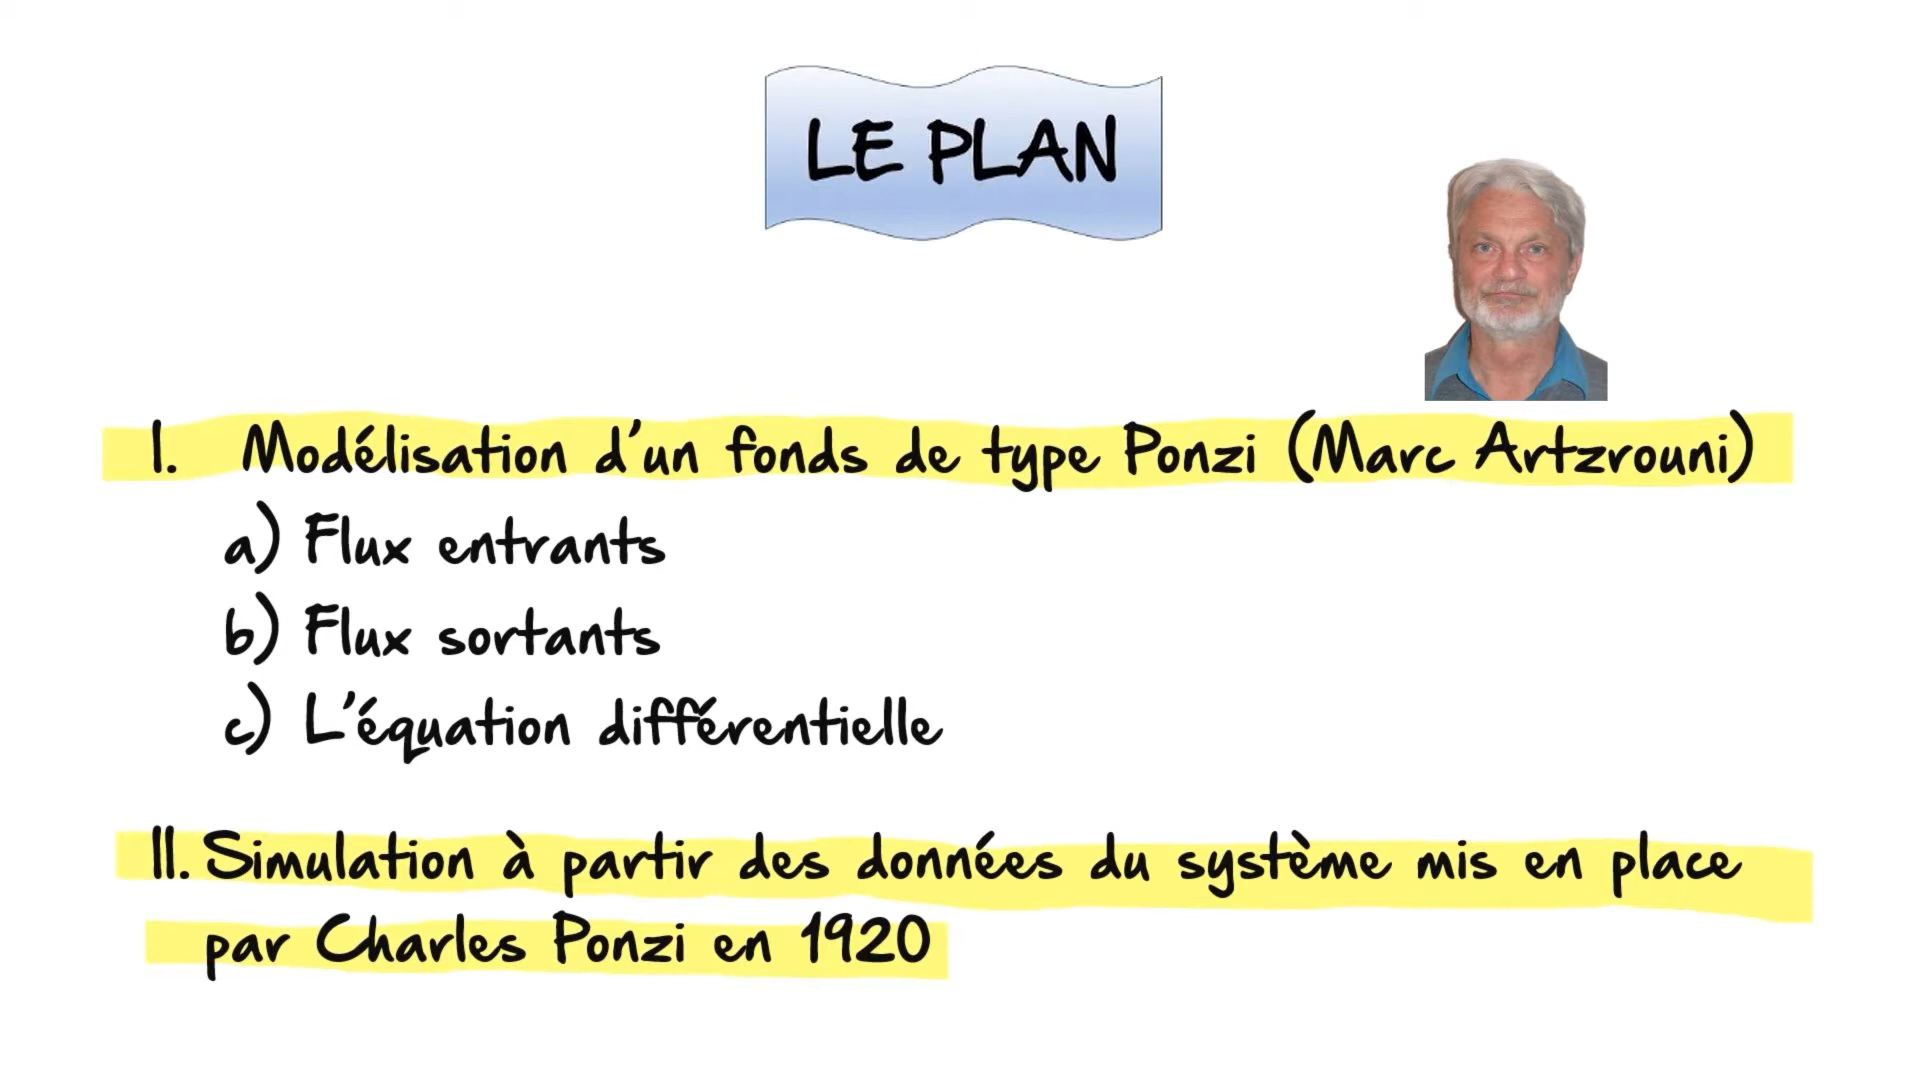 LE PLAN
I. Modélisation d'un fonds de type Ponzi (Marc Artzrouni)
a) Flux entrants
b) Flux sortants
c) L'équation différentielle
II. Simulation à partir des données du système mis en place
par Charles Ponzi en 1920